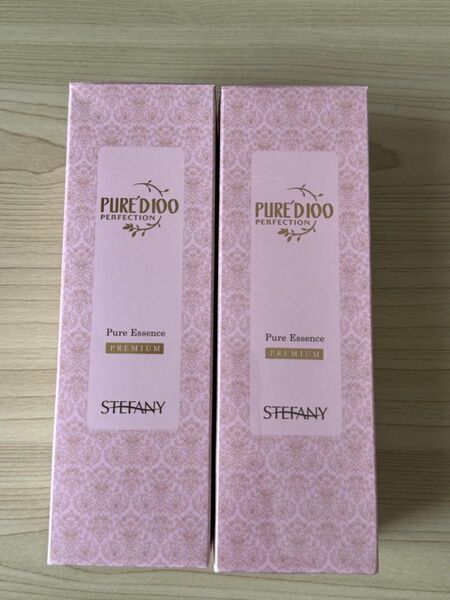 PURE'D100
PERFECTION
Pure Essence
PREMIUM
STEFANY
PURE'D100
PERFECTION
Pure Essence
PREMIUM
STEFANY